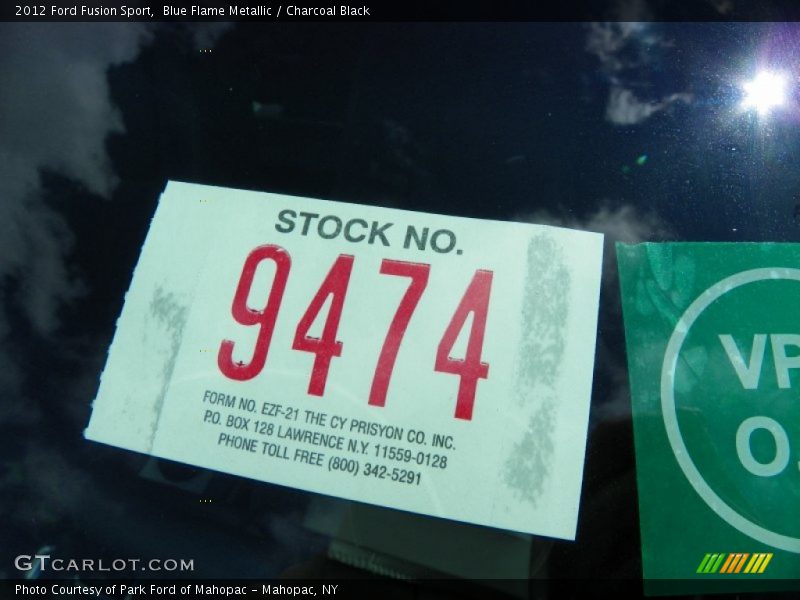 2012 Ford Fusion Sport,  Blue Flame Metallic / Charcoal Black
STOCK NO.
9474
FORM NO. EZF-21 THE CY PRISYON CO. INC.
P.O. BOX 128 LAWRENCE N.Y. 11559-0128
PHONE TOLL FREE (800) 342-5291
GTCARLOT.COM
Photo Courtesy of Park Ford of Mahopac - Mahopac, NY